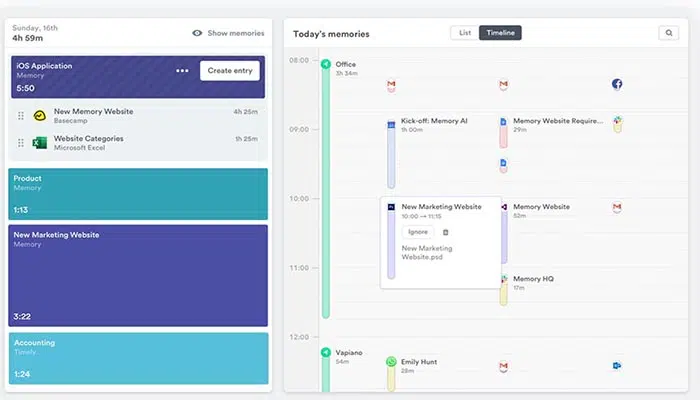 Sunday, 16th
4h 59m
Show memories
iOS Application
Memory
5:50
Create entry
New Memory Website
Basecamp
4h 25m
Website Categories
Microsoft Excel
1h 25m
Product
Memory
1:13
New Marketing Website
Memory
3:22
Accounting
Timely
1:24
Today's memories
List
Timeline
08:00
Office
3h 34m
09:00
Kick-off: Memory AI
1h 00m
Memory Website Require...
29m
10:00
New Marketing Website
10:00 → 11:15
Ignore
New Marketing
Website.psd
Memory Website
52m
11:00
Memory HQ
17m
12:00
Vapiano
54m
Emily Hunt
28m